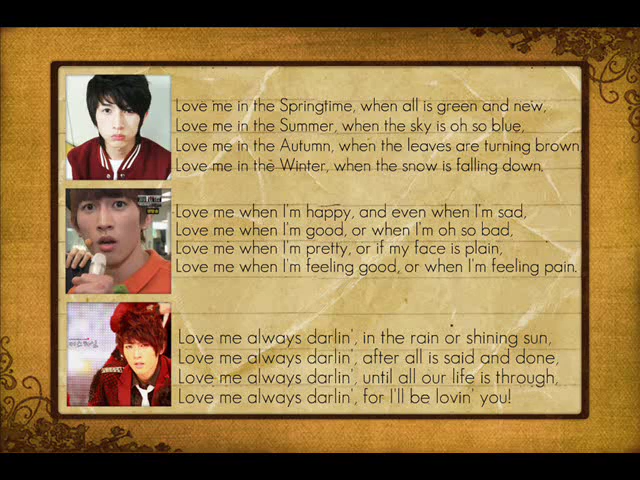 Love me in the Springtime, when all is green and new,
Love me in the Summer, when the sky is oh so blue,
Love me in the Autumn, when the leaves are turning brown,
Love me in the Winter, when the snow is falling down.
Love me when I'm happy, and even when I'm sad,
Love me when I'm good, or when I'm oh so bad,
Love me when I'm pretty, or if my face is plain,
Love me when I'm feeling good, or when I'm feeling pain.
Love me always darlin', in the rain or shining sun,
Love me always darlin', after all is said and done,
Love me always darlin', until all our life is through,
Love me always darlin', for I'll be lovin' you!